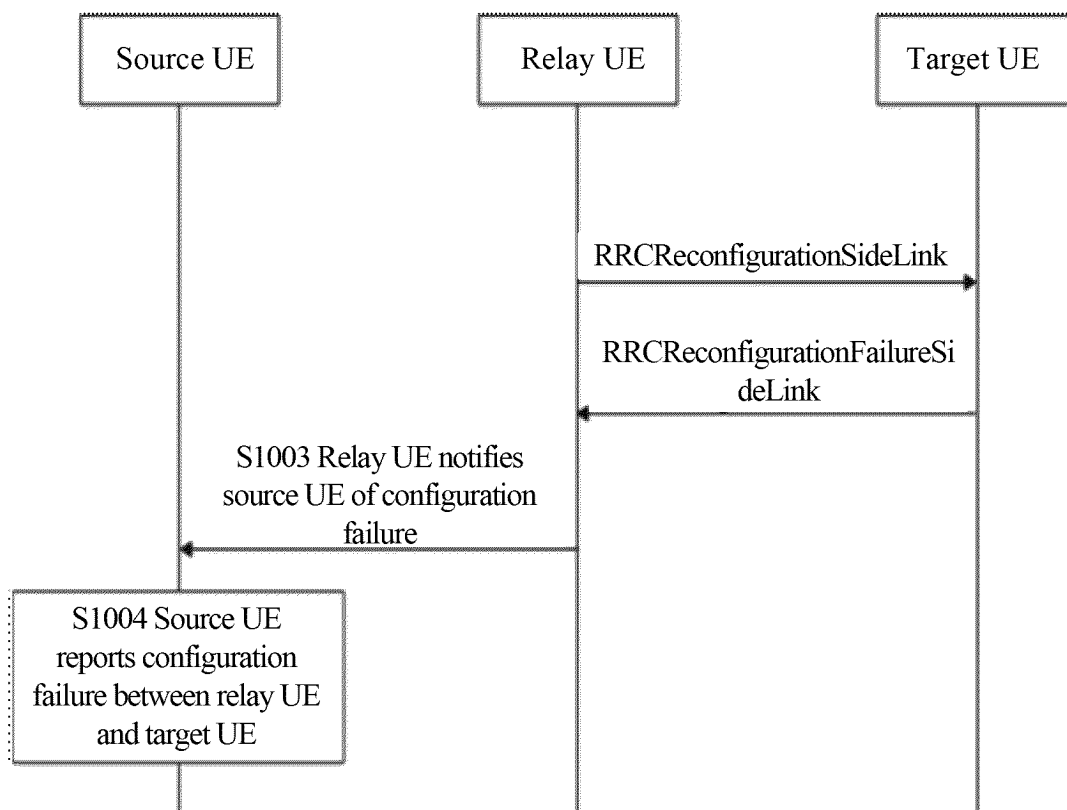 Source UE
Relay UE
Target UE
RRCReconfigurationSideLink
RRCReconfigurationFailureSi
deLink
S1003 Relay UE notifies
source UE of configuration
failure
S1004 Source UE
reports configuration
failure between relay UE
and target UE